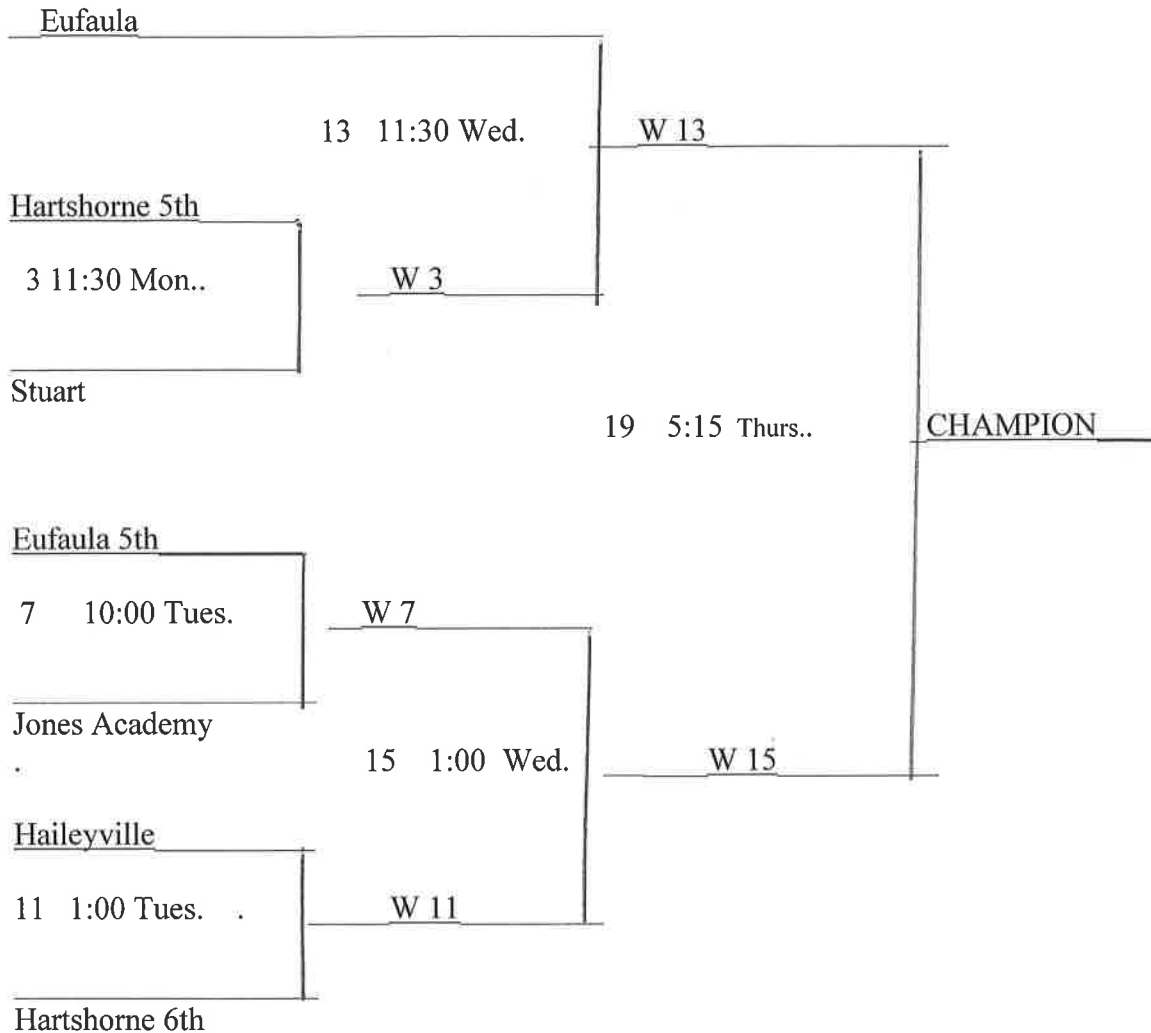 Eufaula
13 11:30 Wed.
W 13
Hartshorne 5th
3 11:30 Mon..
W 3
Stuart
19 5:15 Thurs..
CHAMPION
Eufaula 5th
7 10:00 Tues.
W 7
Jones Academy
.
15 1:00 Wed.
W 15
Haileyville
11 1:00 Tues. .
W 11
Hartshorne 6th